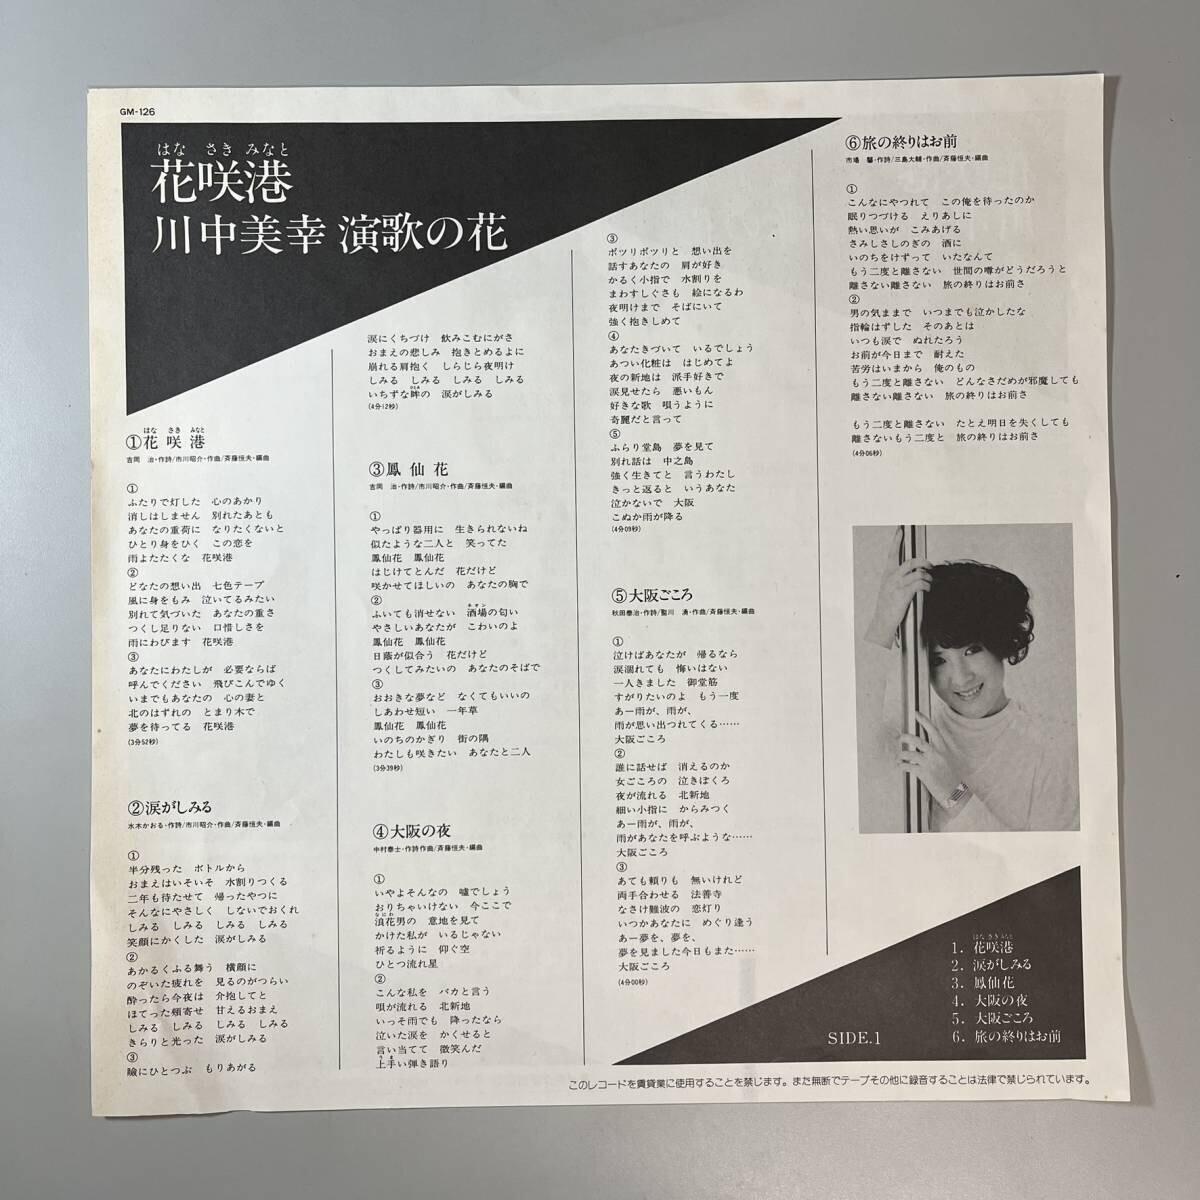 GM-126
はな さき みなと
花咲港
川中美幸 演歌の花
はな さき みなと
①花咲港
吉岡 治・作詩/市川昭介・作曲/斉藤恒夫・編曲
①
ふたりで灯した 心のあかり
消しはしません 別れたあとも
あなたの重荷に なりたくないと
ひとり身をひく この恋を
雨よたたくな 花咲港
②
どなたの想い出 七色テープ
風に身をもみ 泣いてるみたい
別れて気づいた あなたの重さ
つくし足りない 口惜しさを
雨にわびます 花咲港
③
あなたにわたしが 必要ならば
呼んでください 飛びこんでゆく
いまでもあなたの 心の妻と
北のはずれの とまり木で
夢を待ってる 花咲港
(3分52秒)
②涙がしみる
水木かおる・作詩/市川昭介・作曲/斉藤恒夫・編曲
①
半分残った ボトルから
おまえはいそいそ 水割りつくる
二年も待たせて 帰ったやつに
そんなにやさしく しないでおくれ
しみる しみる しみる しみる
笑顔にかくした 涙がしみる
②
あかるくふる舞う 横顔に
のぞいた疲れを 見るのがつらい
酔ったら今夜は 介抱してと
ほてった頬寄せ 甘えるおまえ
しみる しみる しみる しみる
きらりと光った 涙がしみる
③
瞼にひとつぶ もりあがる
涙にくちづけ 飲みこむにがさ
おまえの悲しみ 抱きとめるよに
崩れる肩抱く しらじら夜明け
しみる しみる しみる しみる
ひとみ
いちずな眸の 涙がしみる
(4分12秒)
③鳳仙花
吉岡 治・作詩/市川昭介・作曲/斉藤恒夫・編曲
①
やっぱり器用に 生きられないね
似たような二人と 笑ってた
鳳仙花 鳳仙花
はじけてとんだ 花だけど
咲かせてほしいの あなたの胸で
②
ネオン
ふいても消せない 酒場の匂い
やさしいあなたが こわいのよ
鳳仙花 鳳仙花
日蔭が似合う 花だけど
つくしてみたいの あなたのそばで
③
おおきな夢など なくてもいいの
しあわせ短い 一年草
鳳仙花 鳳仙花
いのちのかぎり 街の隅
わたしも咲きたい あなたと二人
(3分39秒)
④大阪の夜
中村泰士・作詩作曲/斉藤恒夫・編曲
①
いやよそんなの 嘘でしょう
おりちゃいけない 今ここで
なにわ
浪花男の 意地を見て
かけた私が いるじゃない
祈るように 仰ぐ空
ひとつ流れ星
②
こんな私を バカと言う
唄が流れる 北新地
いっそ雨でも 降ったなら
泣いた涙を かくせると
言い当てて 微笑んだ
うま
上手い弾き語り
③
ポツリポツリと 想い出を
話すあなたの 肩が好き
かるく小指で 水割りを
まわすしぐさも 絵になるわ
夜明けまで そばにいて
強く抱きしめて
④
あなたきづいて いるでしょう
あつい化粧は はじめてよ
夜の新地は 派手好きで
涙見せたら 悪いもん
好きな歌 唄うように
奇麗だと言って
⑤
ふらり堂島 夢を見て
別れ話は 中之島
強く生きてと 言うわたし
きっと返ると いうあなた
泣かないで 大阪
こぬか雨が降る
(4分09秒)
⑤大阪ごころ
秋田泰治・作詩/聖川 湧・作曲/斉藤恒夫・編曲
①
泣けばあなたが 帰るなら
涙涸れても 悔いはない
一人きました 御堂筋
すがりたいのよ もう一度
あー雨が、雨が、
雨が思い出つれてくる……
大阪ごころ
②
誰に話せば 消えるのか
女ごころの 泣きぼくろ
夜が流れる 北新地
細い小指に からみつく
あー雨が、雨が、
雨があなたを呼ぶような……
大阪ごころ
③
あても頼りも 無いけれど
両手合わせる 法善寺
なさけ難波の 恋灯り
いつかあなたに めぐり逢う
あー夢を、夢を、
夢を見ました今日もまた……
大阪ごころ
(4分00秒)
⑥旅の終りはお前
市場 馨・作詩/三島大輔・作曲/斉藤恒夫・編曲
①
こんなにやつれて この俺を待ったのか
眠りつづける えりあしに
熱い思いが こみあげる
さみしさしのぎの 酒に
いのちをけずって いたなんて
もう二度と離さない 世間の噂がどうだろうと
離さない離さない 旅の終りはお前さ
②
男の気ままで いつまでも泣かしたな
指輪はずした そのあとは
いつも涙で ぬれたろう
お前が今日まで 耐えた
苦労はいまから 俺のもの
もう二度と離さない どんなさだめが邪魔しても
離さない離さない 旅の終りはお前さ
もう二度と離さない たとえ明日を失くしても
離さないもう二度と 旅の終りはお前さ
(4分06秒)
SIDE.1
はな さき みなと
1. 花咲港
2. 涙がしみる
3. 鳳仙花
4. 大阪の夜
5. 大阪ごころ
6. 旅の終りはお前
このレコードを賃貸業に使用することを禁じます。また無断でテープその他に録音することは法律で禁じられています。